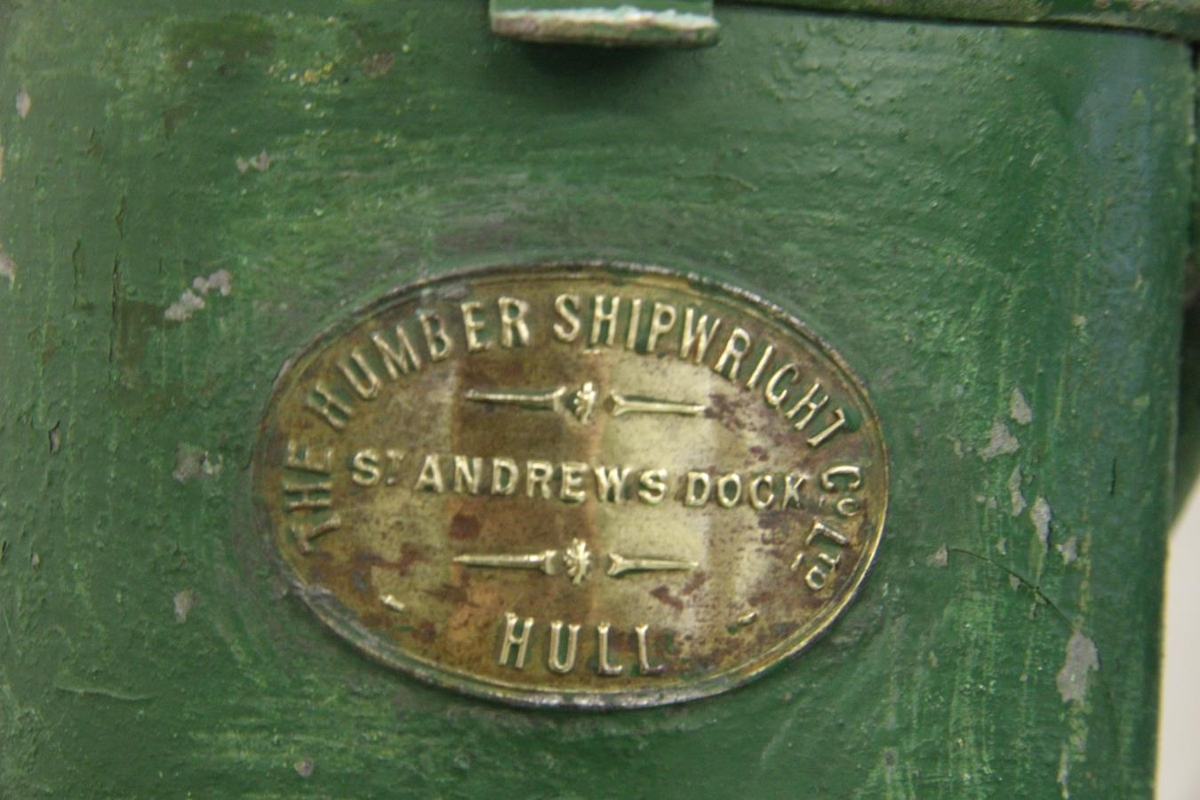 THE HUMBER SHIPWRIGHT Co LTD
ST ANDREWS DOCK
HULL